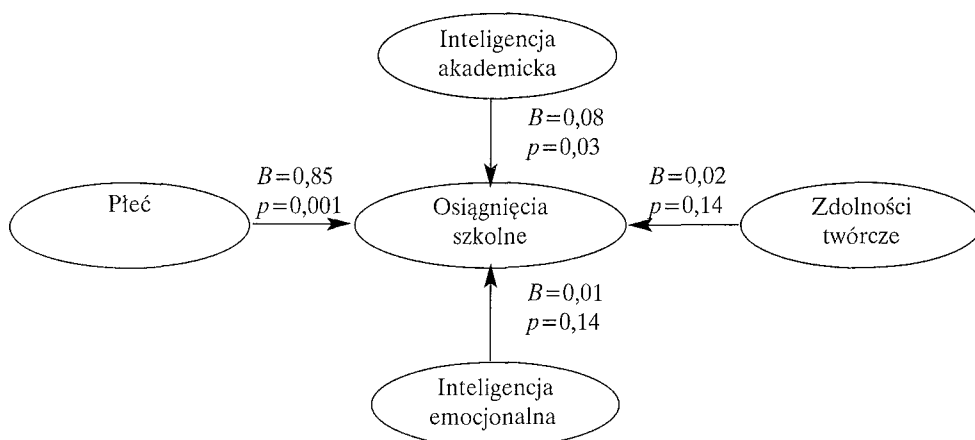 Inteligencja
akademicka
B=0,08
p=0,03
Płeć
B=0,85
p=0,001
Osiągnięcia
szkolne
B=0,02
p=0,14
Zdolności
twórcze
B=0,01
p=0,14
Inteligencja
emocjonalna